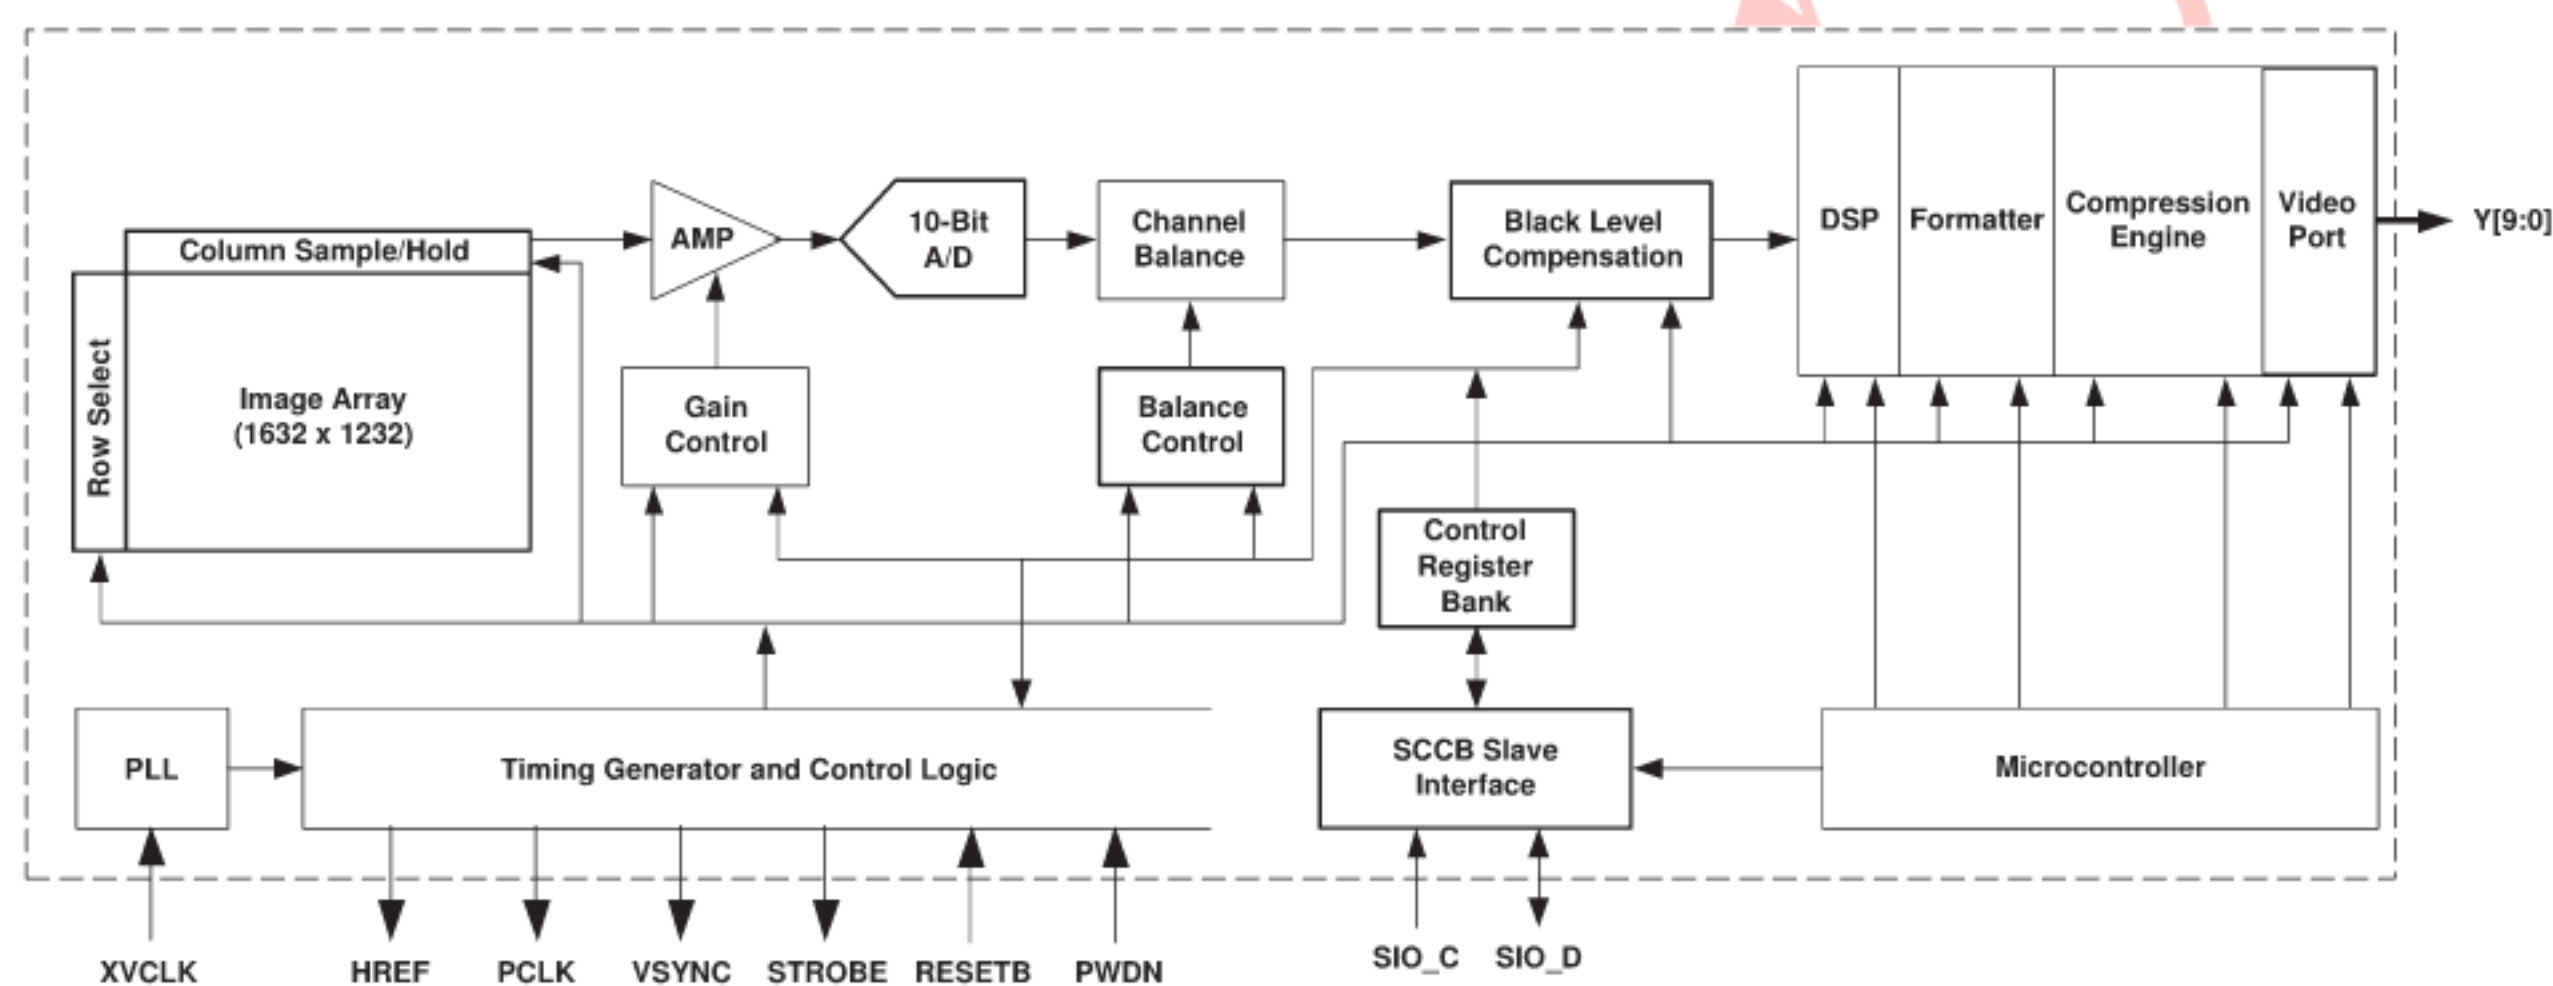 Column Sample/Hold
Row Select
Image Array
(1632 x 1232)
AMP
10-Bit
A/D
Channel
Balance
Black Level
Compensation
DSP
Formatter
Compression
Engine
Video
Port
Y[9:0]
Gain
Control
Balance
Control
Control
Register
Bank
PLL
Timing Generator and Control Logic
SCCB Slave
Interface
Microcontroller
XVCLK
HREF
PCLK
VSYNC
STROBE
RESETB
PWDN
SIO_C
SIO_D